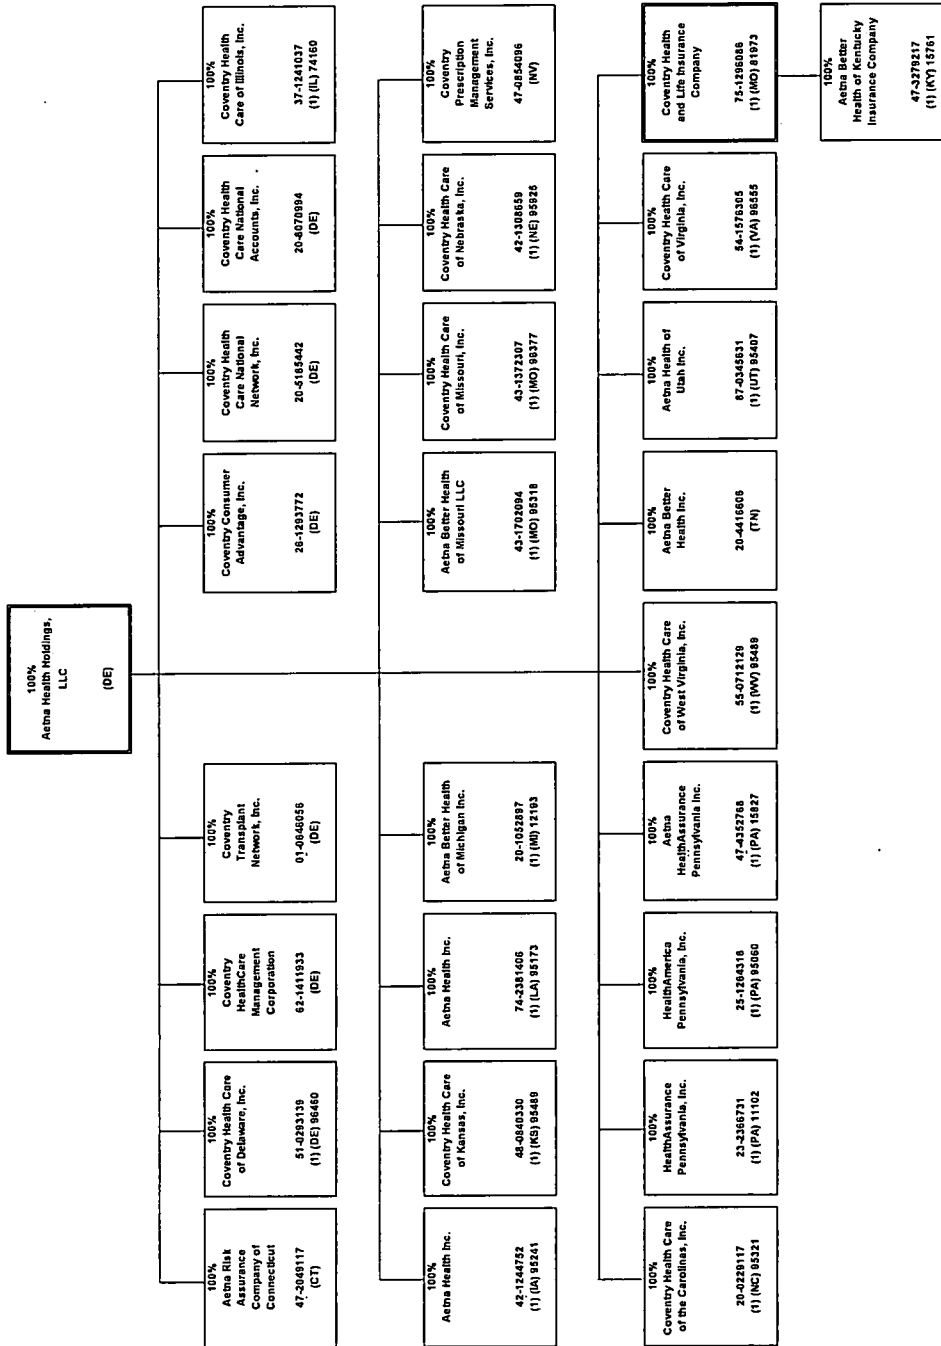 100%
Aetna Health Holdings,
LLC
(DE)
100%
Aetna Risk
Assurance
Company of
Connecticut
47-2049117
(CT)
100%
Coventry Health Care
of Delaware, Inc.
51-0293139
(1) (DE) 96460
100%
Coventry
HealthCare
Management
Corporation
62-1411933
(DE)
100%
Coventry
Transplant
Network, Inc.
01-0646056
(DE)
100%
Coventry Consumer
Advantage, Inc.
26-1293772
(DE)
100%
Coventry Health
Care National
Network, Inc.
20-5185442
(DE)
100%
Coventry Health
Care National
Accounts, Inc.
20-8070994
(DE)
100%
Coventry Health
Care of Illinois, Inc.
37-1241037
(1) (IL) 74160
100%
Aetna Health Inc.
42-1244752
(1) (IA) 95241
100%
Coventry Health Care
of Kansas, Inc.
48-0840330
(1) (KS) 95489
100%
Aetna Health Inc.
74-2381406
(1) (LA) 95173
100%
Aetna Better Health
of Michigan Inc.
20-1052897
(1) (MI) 12193
100%
Aetna Better Health
of Missouri LLC
43-1702094
(1) (MO) 95318
100%
Coventry Health Care
of Missouri, Inc.
43-1372307
(1) (MO) 96377
100%
Coventry Health Care
of Nebraska, Inc.
42-1308659
(1) (NE) 95925
100%
Coventry
Prescription
Management
Services, Inc.
47-0854096
(NV)
100%
Coventry Health Care
of the Carolinas, Inc.
20-0229117
(1) (NC) 95321
100%
HealthAssurance
Pennsylvania, Inc.
23-2366731
(1) (PA) 11102
100%
HealthAmerica
Pennsylvania, Inc.
25-1264318
(1) (PA) 95060
100%
Aetna
HealthAssurance
Pennsylvania Inc.
47-4352768
(1) (PA) 15827
100%
Coventry Health Care
of West Virginia, Inc.
55-0712129
(1) (WV) 95489
100%
Aetna Better
Health Inc.
20-4416606
(TN)
100%
Aetna Health of
Utah Inc.
87-0345631
(1) (UT) 95407
100%
Coventry Health Care
of Virginia, Inc.
54-1576305
(1) (VA) 96555
100%
Coventry Health
and Life Insurance
Company
75-1296086
(1) (MO) 81973
100%
Aetna Better
Health of Kentucky
Insurance Company
47-3279217
(1) (KY) 15761